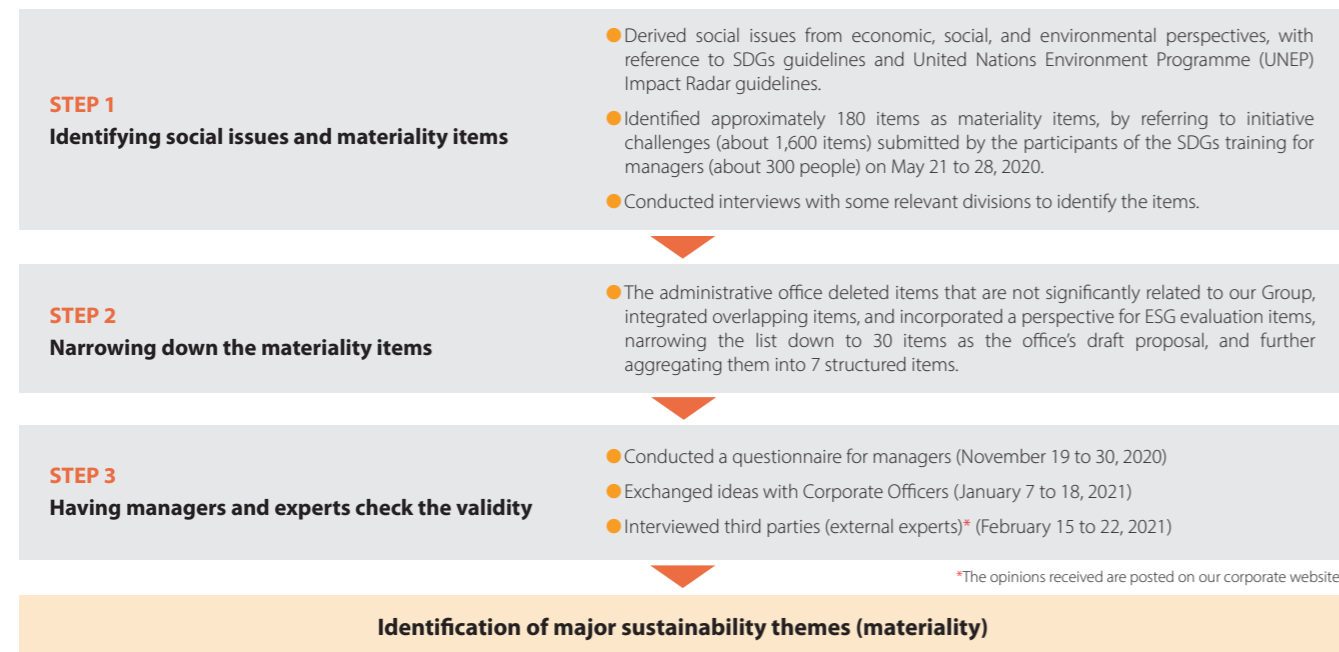 STEP 1
Identifying social issues and materiality items
● Derived social issues from economic, social, and environmental perspectives, with
reference to SDGs guidelines and United Nations Environment Programme (UNEP)
Impact Radar guidelines.
● Identified approximately 180 items as materiality items, by referring to initiative
challenges (about 1,600 items) submitted by the participants of the SDGs training for
managers (about 300 people) on May 21 to 28, 2020.
● Conducted interviews with some relevant divisions to identify the items.
STEP 2
Narrowing down the materiality items
● The administrative office deleted items that are not significantly related to our Group,
integrated overlapping items, and incorporated a perspective for ESG evaluation items,
narrowing the list down to 30 items as the office’s draft proposal, and further
aggregating them into 7 structured items.
STEP 3
Having managers and experts check the validity
● Conducted a questionnaire for managers (November 19 to 30, 2020)
● Exchanged ideas with Corporate Officers (January 7 to 18, 2021)
● Interviewed third parties (external experts)* (February 15 to 22, 2021)
*The opinions received are posted on our corporate website
Identification of major sustainability themes (materiality)